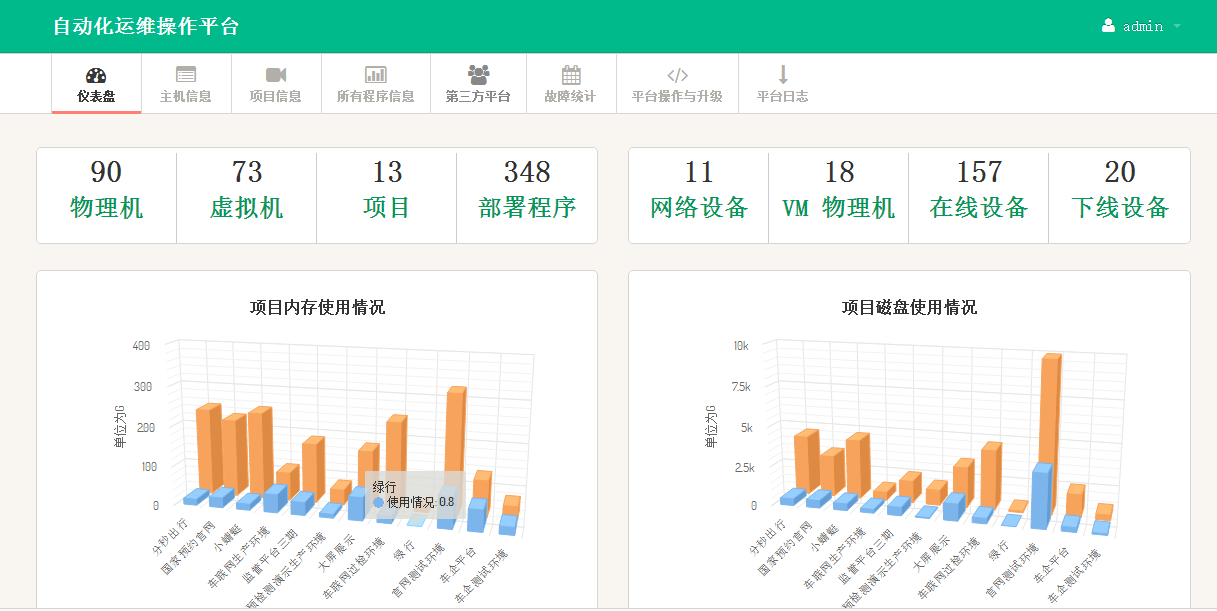 自动化运维操作平台
admin
仪表盘 主机信息 项目信息 所有程序信息 第三方平台 故障统计 平台操作与升级 平台日志
90 73 13 348
物理机 虚拟机 项目 部署程序
11 18 157 20
网络设备 VM 物理机 在线设备 下线设备
项目内存使用情况
单位为G
400
300
200
100
0
绿行
使用情况: 0.8
分秒出行
国家预约官网
小蝴蜓
车联网生产环境
监管平台三期
预检测演示生产环境
大屏展示
车联网过检环境
绿行
官网测试环境
车企平台
车企测试环境
项目磁盘使用情况
单位为G
10k
7.5k
5k
2.5k
0
分秒出行
国家预约官网
小蝴蜓
车联网生产环境
监管平台三期
预检测演示生产环境
大屏展示
车联网过检环境
绿行
官网测试环境
车企平台
车企测试环境